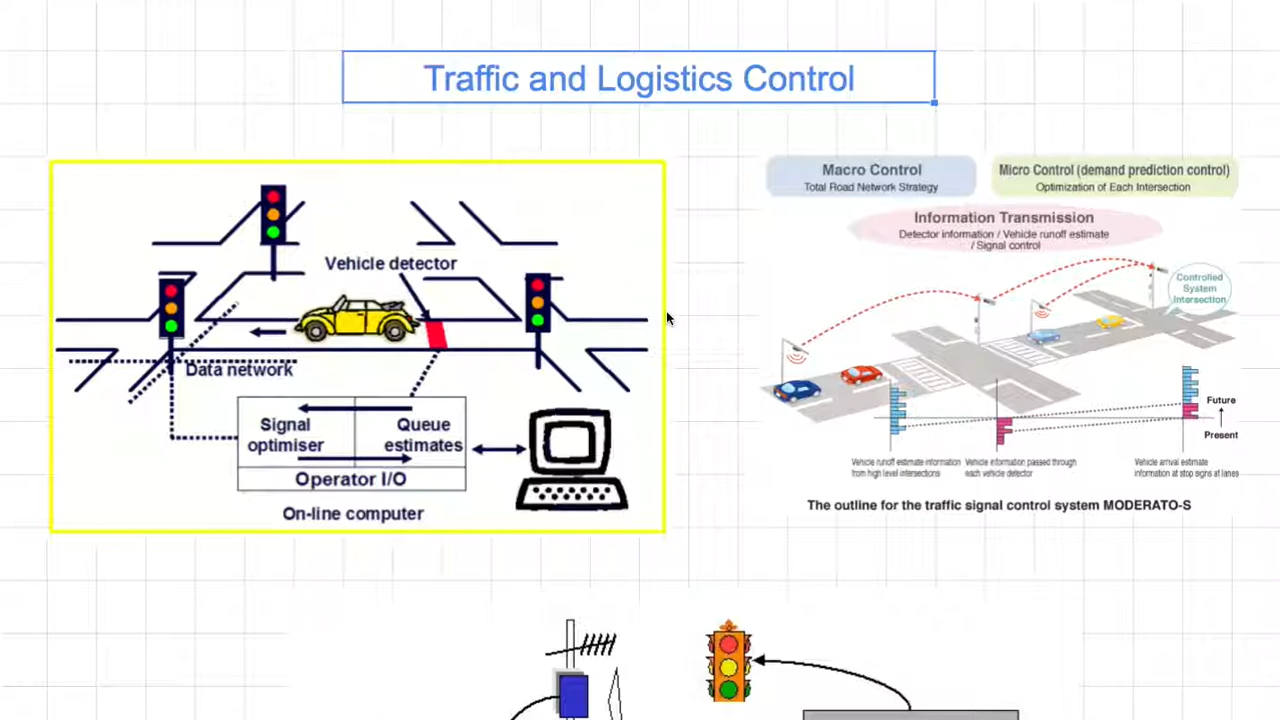 Traffic and Logistics Control
Vehicle detector
Data network
Signal
optimiser
Queue
estimates
Operator I/O
On-line computer
Macro Control
Total Road Network Strategy
Micro Control (demand prediction control)
Optimization of Each Intersection
Information Transmission
Detector information / Vehicle runoff estimate
/ Signal control
Controlled
System
Intersection
Future
Present
Vehicle runoff estimate information
from high level intersections
Vehicle information passed through
each vehicle detector
Vehicle arrival estimate
information at stop signs at lanes
The outline for the traffic signal control system MODERATO-S